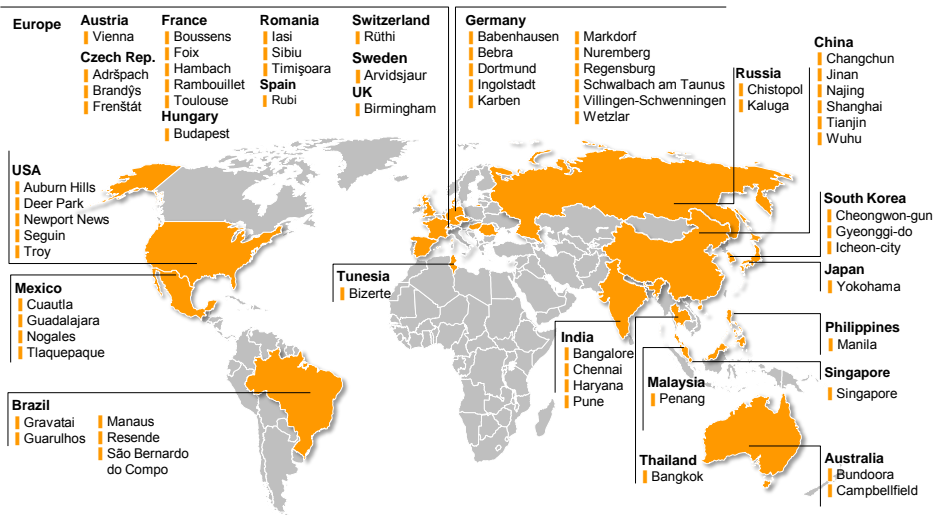 Europe
Austria
Vienna
Czech Rep.
Adršpach
Brandŷs
Frenštát
France
Boussens
Foix
Hambach
Rambouillet
Toulouse
Hungary
Budapest
Romania
Iasi
Sibiu
Timişoara
Spain
Rubi
Switzerland
Rüthi
Sweden
Arvidsjaur
UK
Birmingham
Germany
Babenhausen
Bebra
Dortmund
Ingolstadt
Karben
Markdorf
Nuremberg
Regensburg
Schwalbach am Taunus
Villingen-Schwenningen
Wetzlar
Russia
Chistopol
Kaluga
China
Changchun
Jinan
Najing
Shanghai
Tianjin
Wuhu
USA
Auburn Hills
Deer Park
Newport News
Seguin
Troy
Mexico
Cuautla
Guadalajara
Nogales
Tlaquepaque
Brazil
Gravatai
Guarulhos
Manaus
Resende
São Bernardo
do Compo
Tunesia
Bizerte
India
Bangalore
Chennai
Haryana
Pune
Malaysia
Penang
Thailand
Bangkok
South Korea
Cheongwon-gun
Gyeonggi-do
Icheon-city
Japan
Yokohama
Philippines
Manila
Singapore
Singapore
Australia
Bundoora
Campbellfield